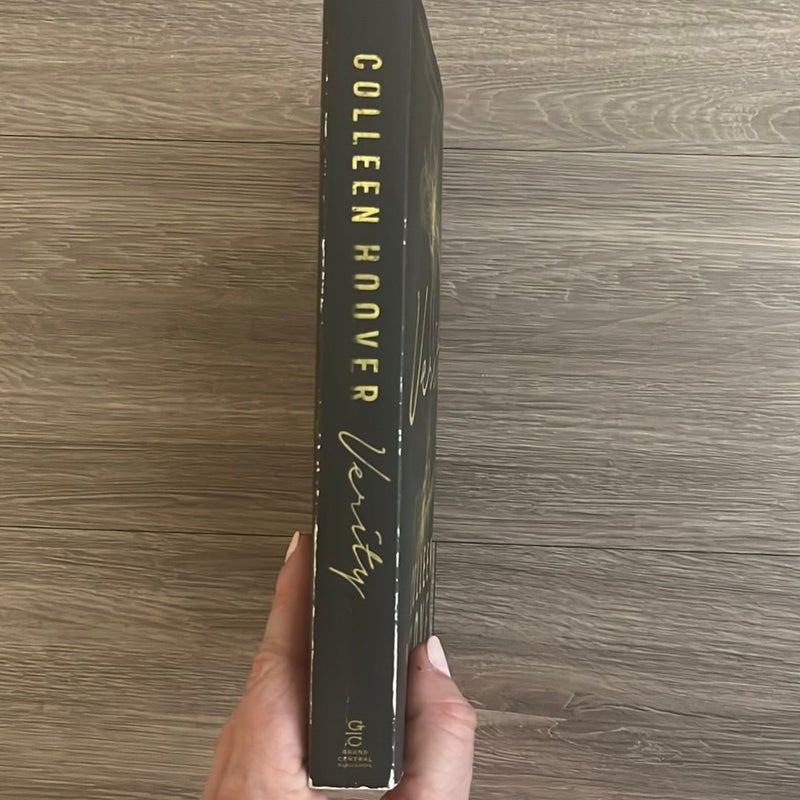 COLLEEN HOOVER
Verity
GRAND
CENTRAL
PUBLISHING